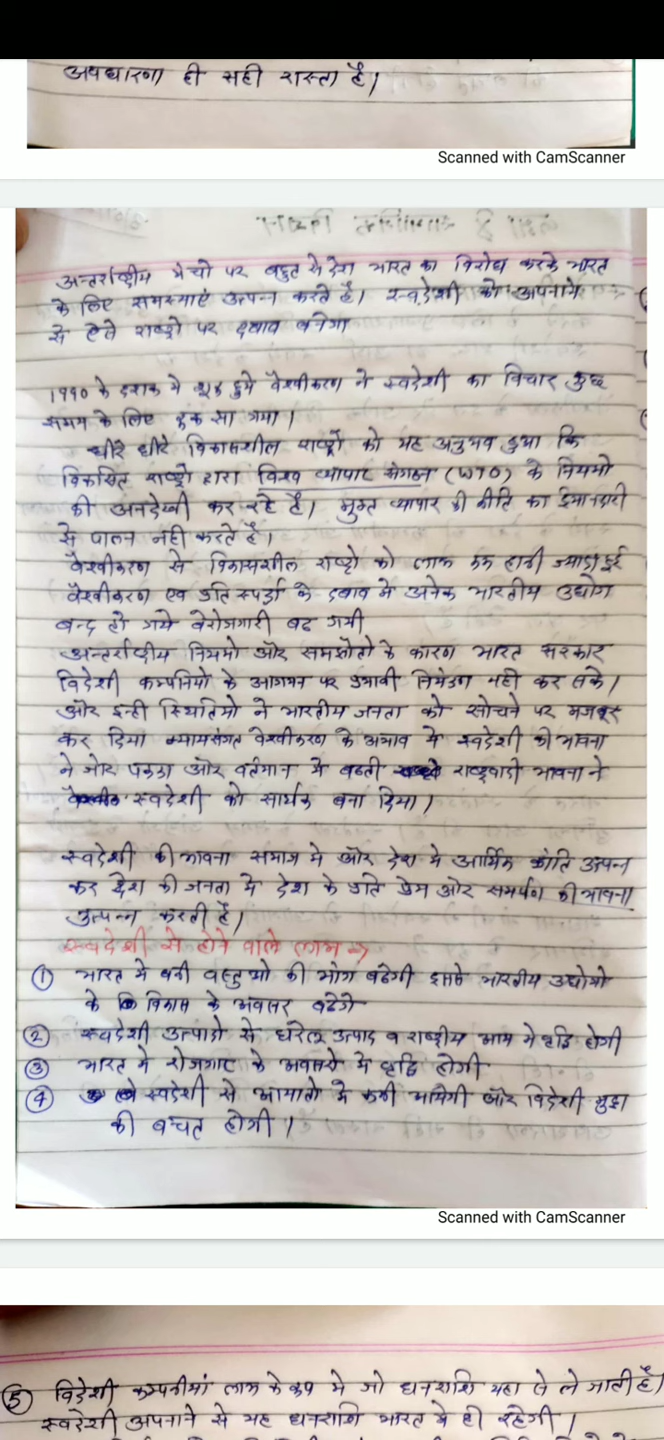 अवधारणा ही सही रास्ता है।
Scanned with CamScanner
अन्तर्राष्ट्रीय मंचो पर बहुत से देश भारत का विरोध करके भारत
के लिए समस्याएं उत्पन्न करते है। स्वदेशी को अपनाने
से ऐसे राष्ट्रो पर दबाव बनेगा
1990 के दशक मे शुरू हुये वैश्वीकरण ने स्वदेशी का विचार कुछ
समय के लिए रूक सा गया।
धीरे धीरे विकासशील राष्ट्रो को यह अनुभव हुआ कि
विकसित राष्ट्रो द्वारा विश्व व्यापार संगठन (WTO) के नियमो
की अनदेखी कर रहे है। मुक्त व्यापार की नीति का ईमानदारी
से पालन नही करते है।
वैश्वीकरण से विकासशील राष्ट्रो को लाभ कम हानी ज्यादा हुई
वैश्वीकरण एवं प्रतिस्पर्द्धा के दबाव मे अनेक भारतीय उद्योग
बन्द हो गये बेरोजगारी बढ गयी
अन्तर्राष्ट्रीय नियमो और समझौतो के कारण भारत सरकार
विदेशी कम्पनियो के आगमन पर प्रभावी नियंत्रण नही कर सके।
और इन्ही स्थितियो ने भारतीय जनता को सोचने पर मजबूर
कर दिया न्यायसंगत वैश्वीकरण के अभाव मे स्वदेशी की भावना
ने जोर पकडा और वर्तमान मे बढती राष्ट्रवादी भावना ने
स्वदेशी को सार्थक बना दिया।
स्वदेशी की भावना समाज मे और देश मे आर्थिक क्रांति उत्पन्न
कर देश की जनता मे देश के प्रति प्रेम और समर्पण की भावना
उत्पन्न करती है।
स्वदेशी से होने वाले लाभ →
① भारत मे बनी वस्तुओ की मांग बढेगी इससे भारतीय उद्योगो
के विकास के अवसर बढेगे
② स्वदेशी उत्पादो से घरेलू उत्पाद व राष्ट्रीय आय मे वृद्धि होगी
③ भारत मे रोजगार के अवसरो मे वृद्धि होगी
④ स्वदेशी से आयातो मे कमी आयेगी और विदेशी मुद्रा
की बचत होगी।
Scanned with CamScanner
⑤ विदेशी कम्पनीयां लाभ के रूप मे जो धनराशि यहा से ले जाती है।
स्वदेशी अपनाने से यह धनराशि भारत मे ही रहेगी।